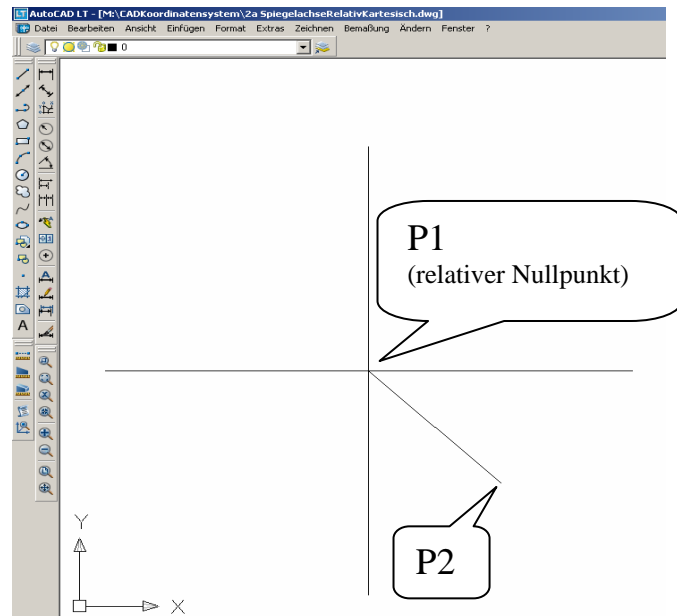 AutoCAD LT - [M:\CADKoordinatensystem\2a SpiegelachseRelativKartesisch.dwg]
Datei Bearbeiten Ansicht Einfügen Format Extras Zeichnen Bemaßung Ändern Fenster ?
0
A
P1
(relativer Nullpunkt)
P2
Y
X